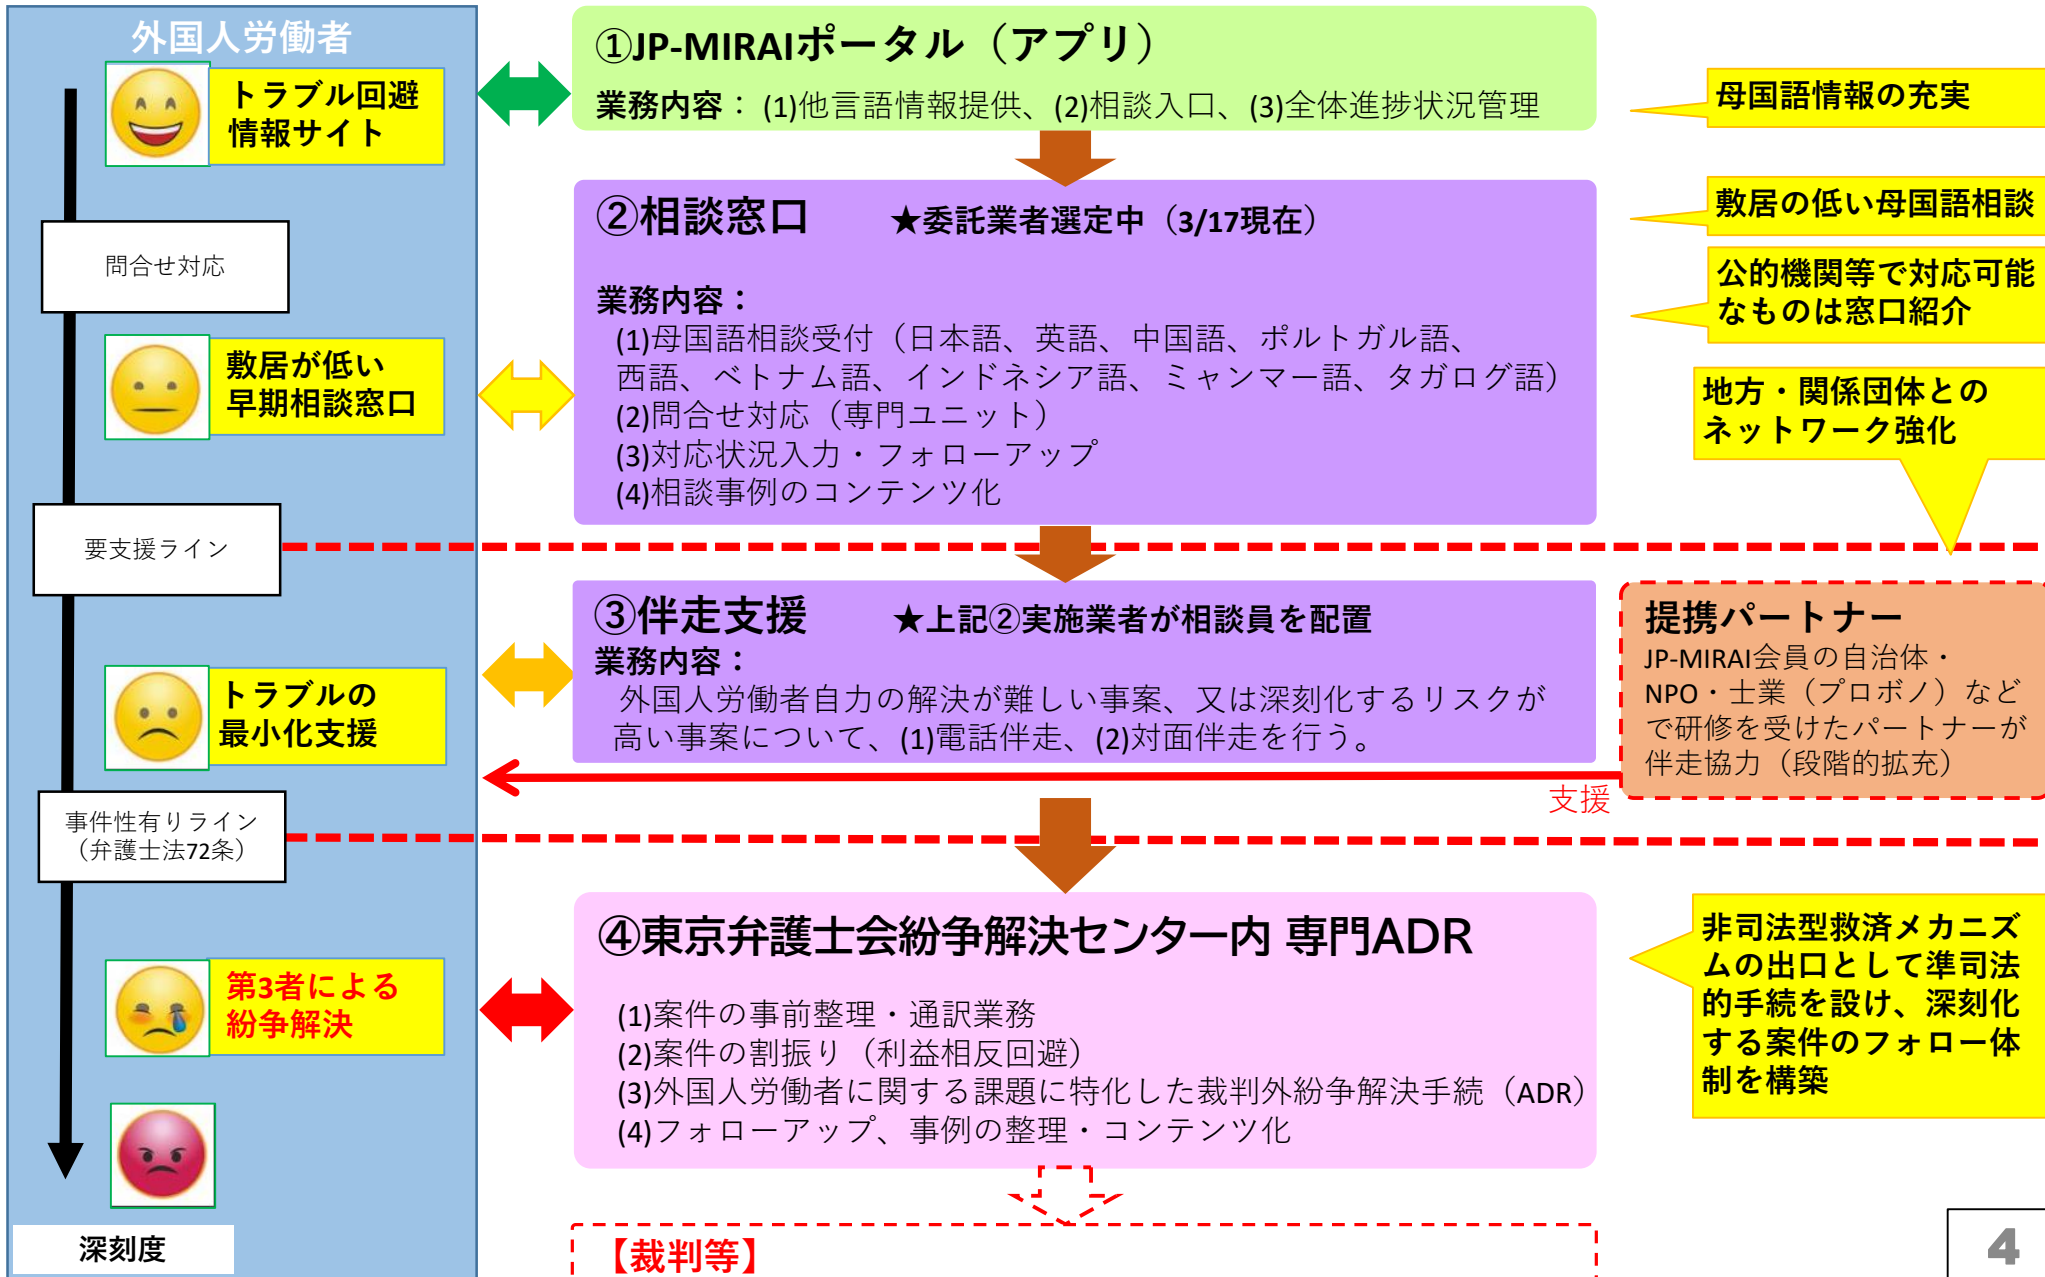 外国人労働者
トラブル回避
情報サイト
問合せ対応
敷居が低い
早期相談窓口
要支援ライン
トラブルの
最小化支援
事件性有りライン
（弁護士法72条）
第3者による
紛争解決
深刻度
①JP-MIRAIポータル（アプリ）
業務内容： (1)他言語情報提供、(2)相談入口、(3)全体進捗状況管理
②相談窓口 ★委託業者選定中（3/17現在）
業務内容：
(1)母国語相談受付（日本語、英語、中国語、ポルトガル語、
西語、ベトナム語、インドネシア語、ミャンマー語、タガログ語）
(2)問合せ対応（専門ユニット）
(3)対応状況入力・フォローアップ
(4)相談事例のコンテンツ化
③伴走支援 ★上記②実施業者が相談員を配置
業務内容：
外国人労働者自力の解決が難しい事案、又は深刻化するリスクが
高い事案について、(1)電話伴走、(2)対面伴走を行う。
支援
④東京弁護士会紛争解決センター内 専門ADR
(1)案件の事前整理・通訳業務
(2)案件の割振り（利益相反回避）
(3)外国人労働者に関する課題に特化した裁判外紛争解決手続（ADR）
(4)フォローアップ、事例の整理・コンテンツ化
【裁判等】
母国語情報の充実
敷居の低い母国語相談
公的機関等で対応可能
なものは窓口紹介
地方・関係団体との
ネットワーク強化
提携パートナー
JP-MIRAI会員の自治体・
NPO・士業（プロボノ）など
で研修を受けたパートナーが
伴走協力（段階的拡充）
非司法型救済メカニズ
ムの出口として準司法
的手続を設け、深刻化
する案件のフォロー体
制を構築
4